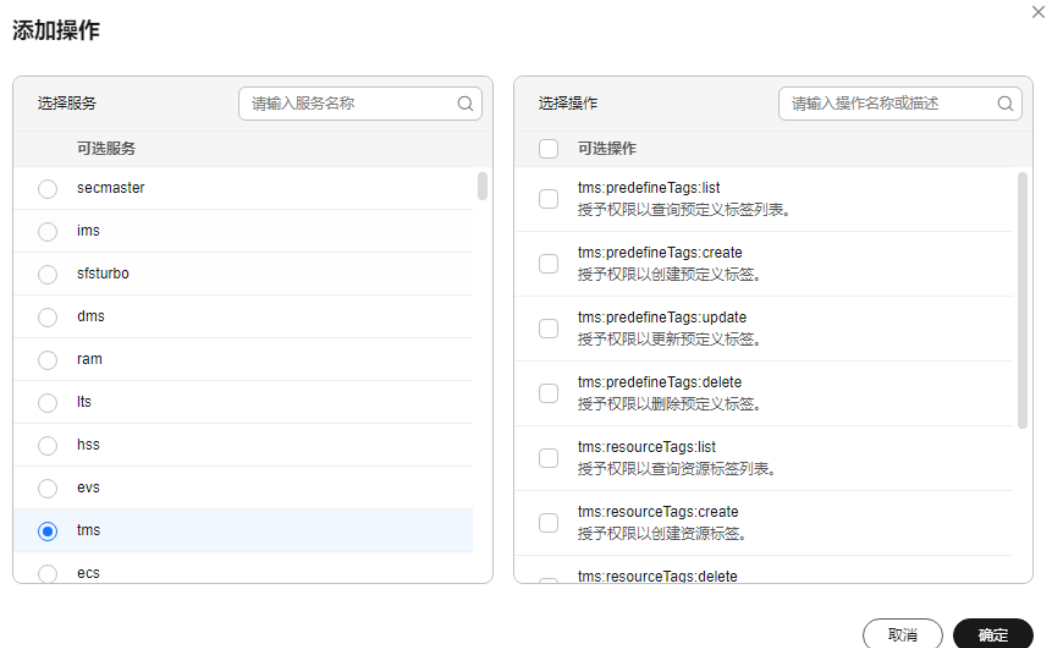 添加操作
选择服务
请输入服务名称
可选服务
secmaster
ims
sfsturbo
dms
ram
lts
hss
evs
tms
ecs
选择操作
请输入操作名称或描述
可选操作
tms:predefineTags:list
授予权限以查询预定义标签列表。
tms:predefineTags:create
授予权限以创建预定义标签。
tms:predefineTags:update
授予权限以更新预定义标签。
tms:predefineTags:delete
授予权限以删除预定义标签。
tms:resourceTags:list
授予权限以查询资源标签列表。
tms:resourceTags:create
授予权限以创建资源标签。
tms:resourceTags:delete
取消
确定